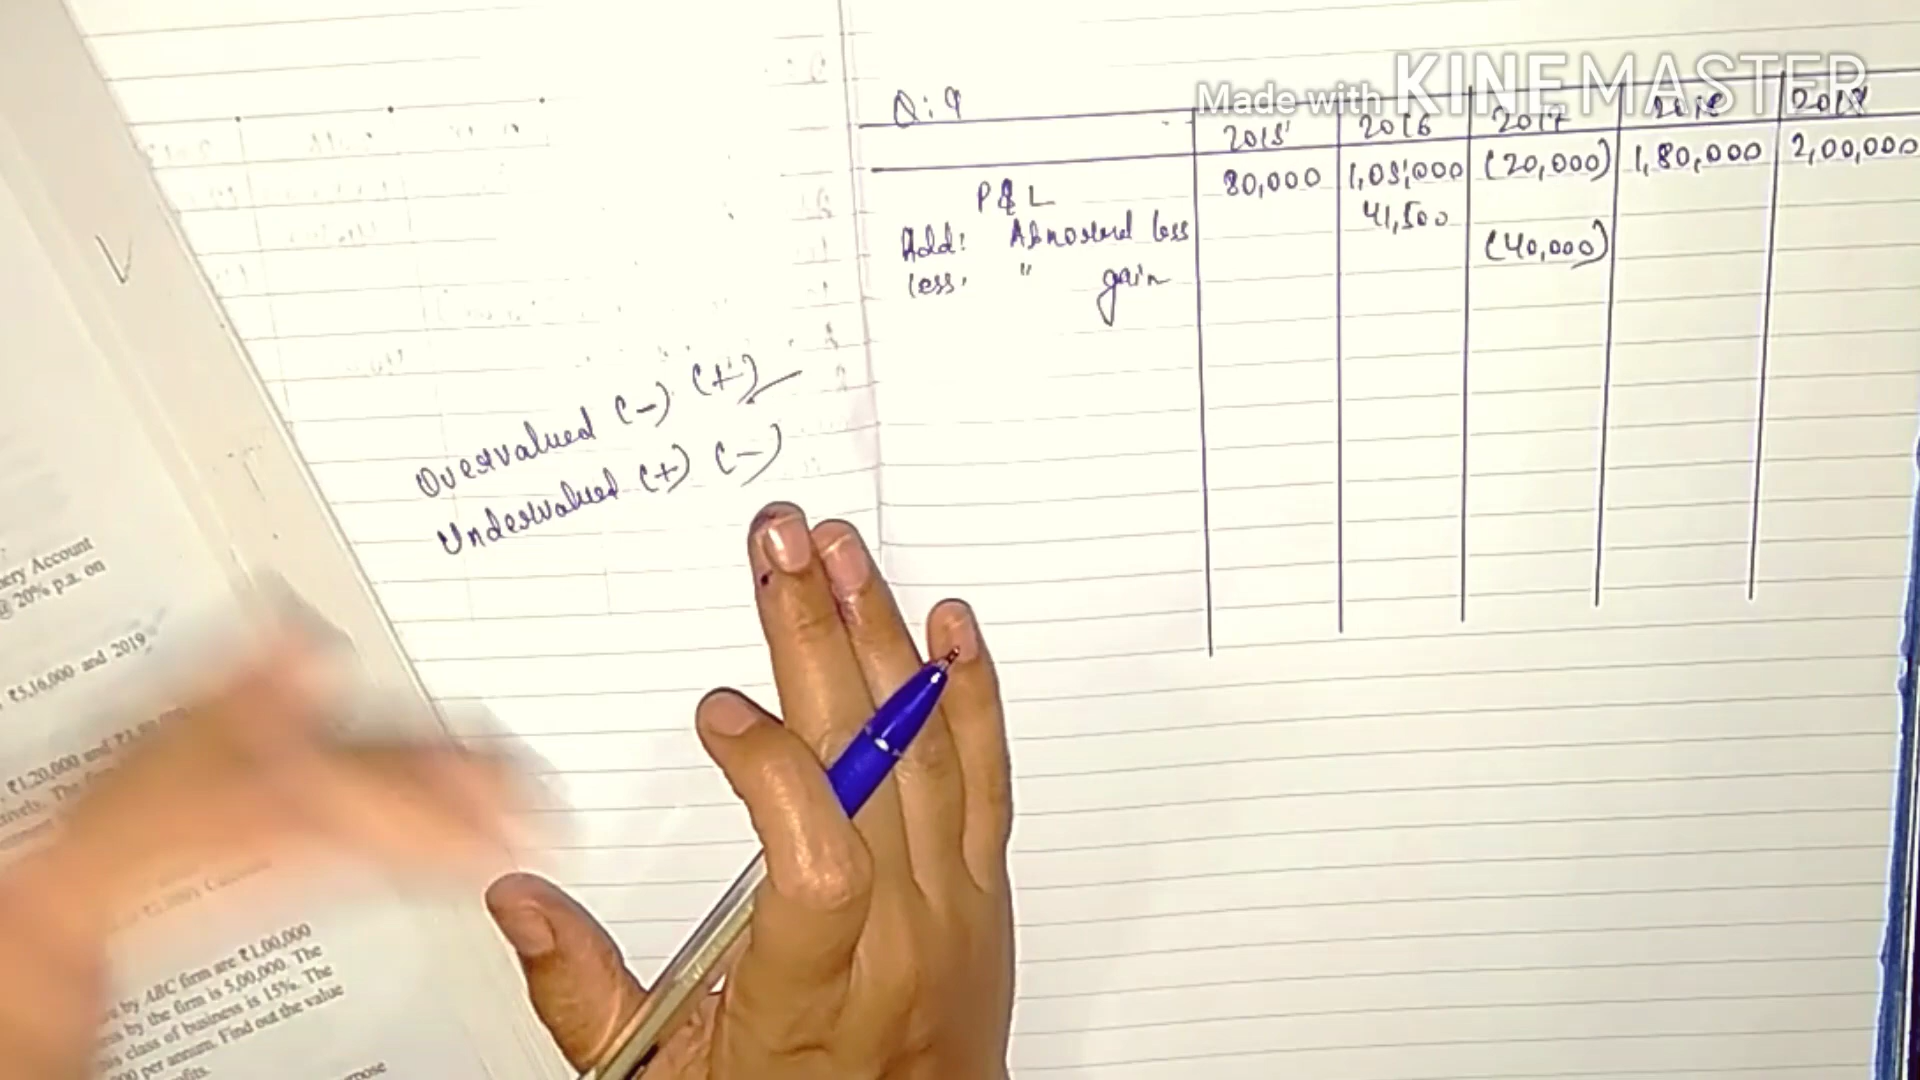 Made with KINEMASTER
Q:9
2015 2016 2017 2018
P & L 80,000 1,05,000 (20,000) 1,80,000 2,00,000
Add: Abnormal loss 41,500
less, " gain (40,000)
Overvalued (-) (+)
Undervalued (+) (-)
ery Account
@ 20% p.a. on
₹5,16,000 and 2019
₹1,20,000 and
by ABC firm are ₹1,00,000
by the firm is 5,00,000. The
class of business is 15%. The
per annum. Find out the value